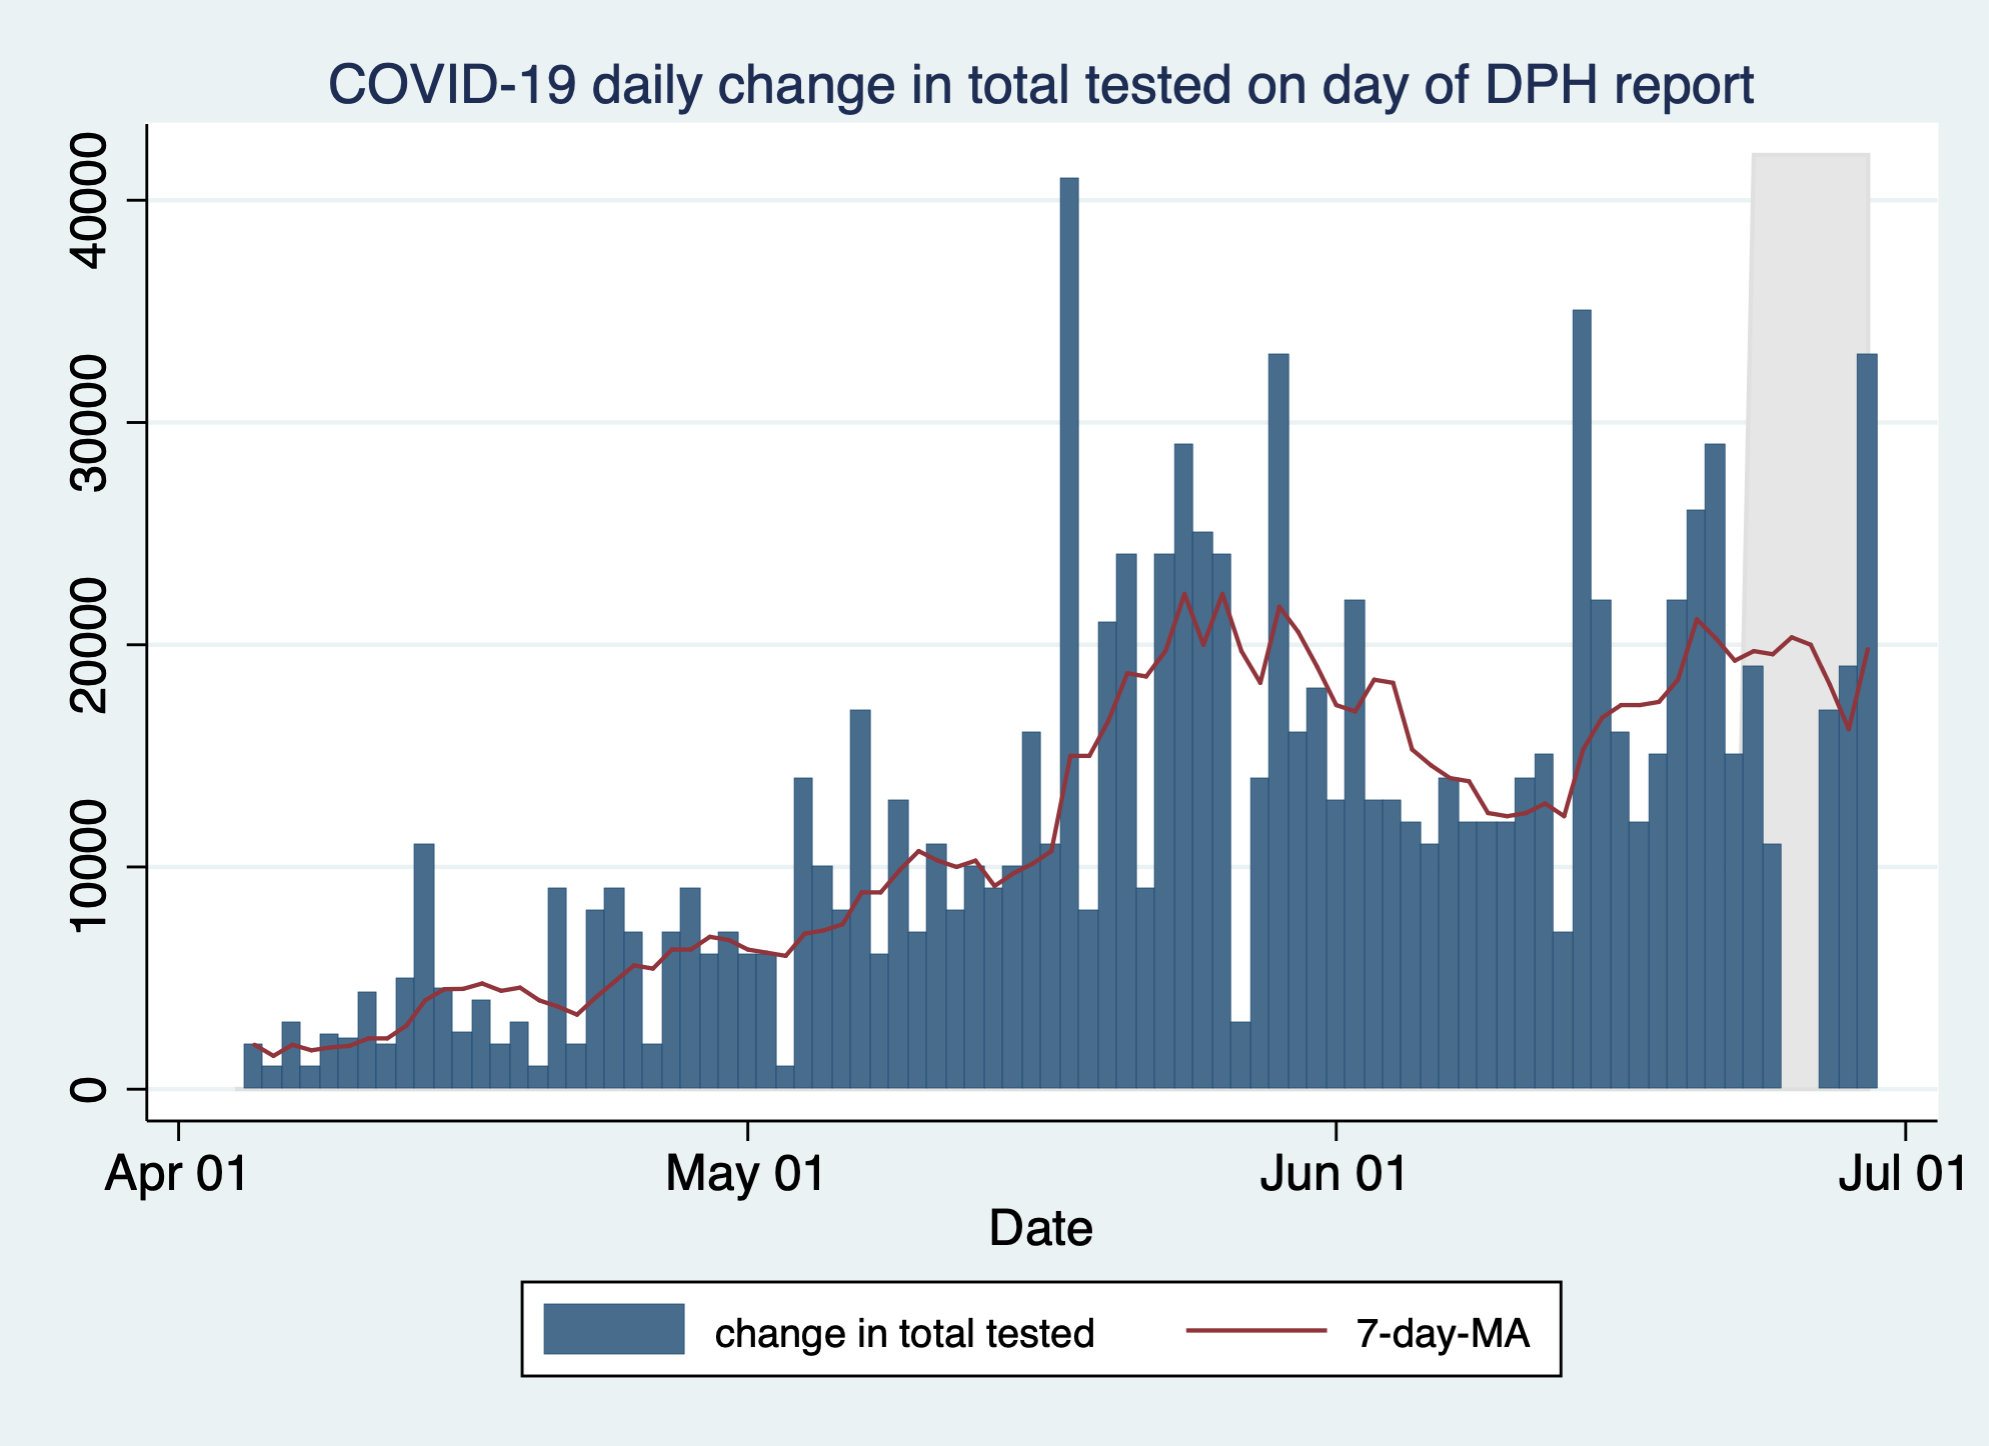 COVID-19 daily change in total tested on day of DPH report
40000
30000
20000
10000
0
Apr 01 May 01 Jun 01 Jul 01
Date
change in total tested 7-day-MA